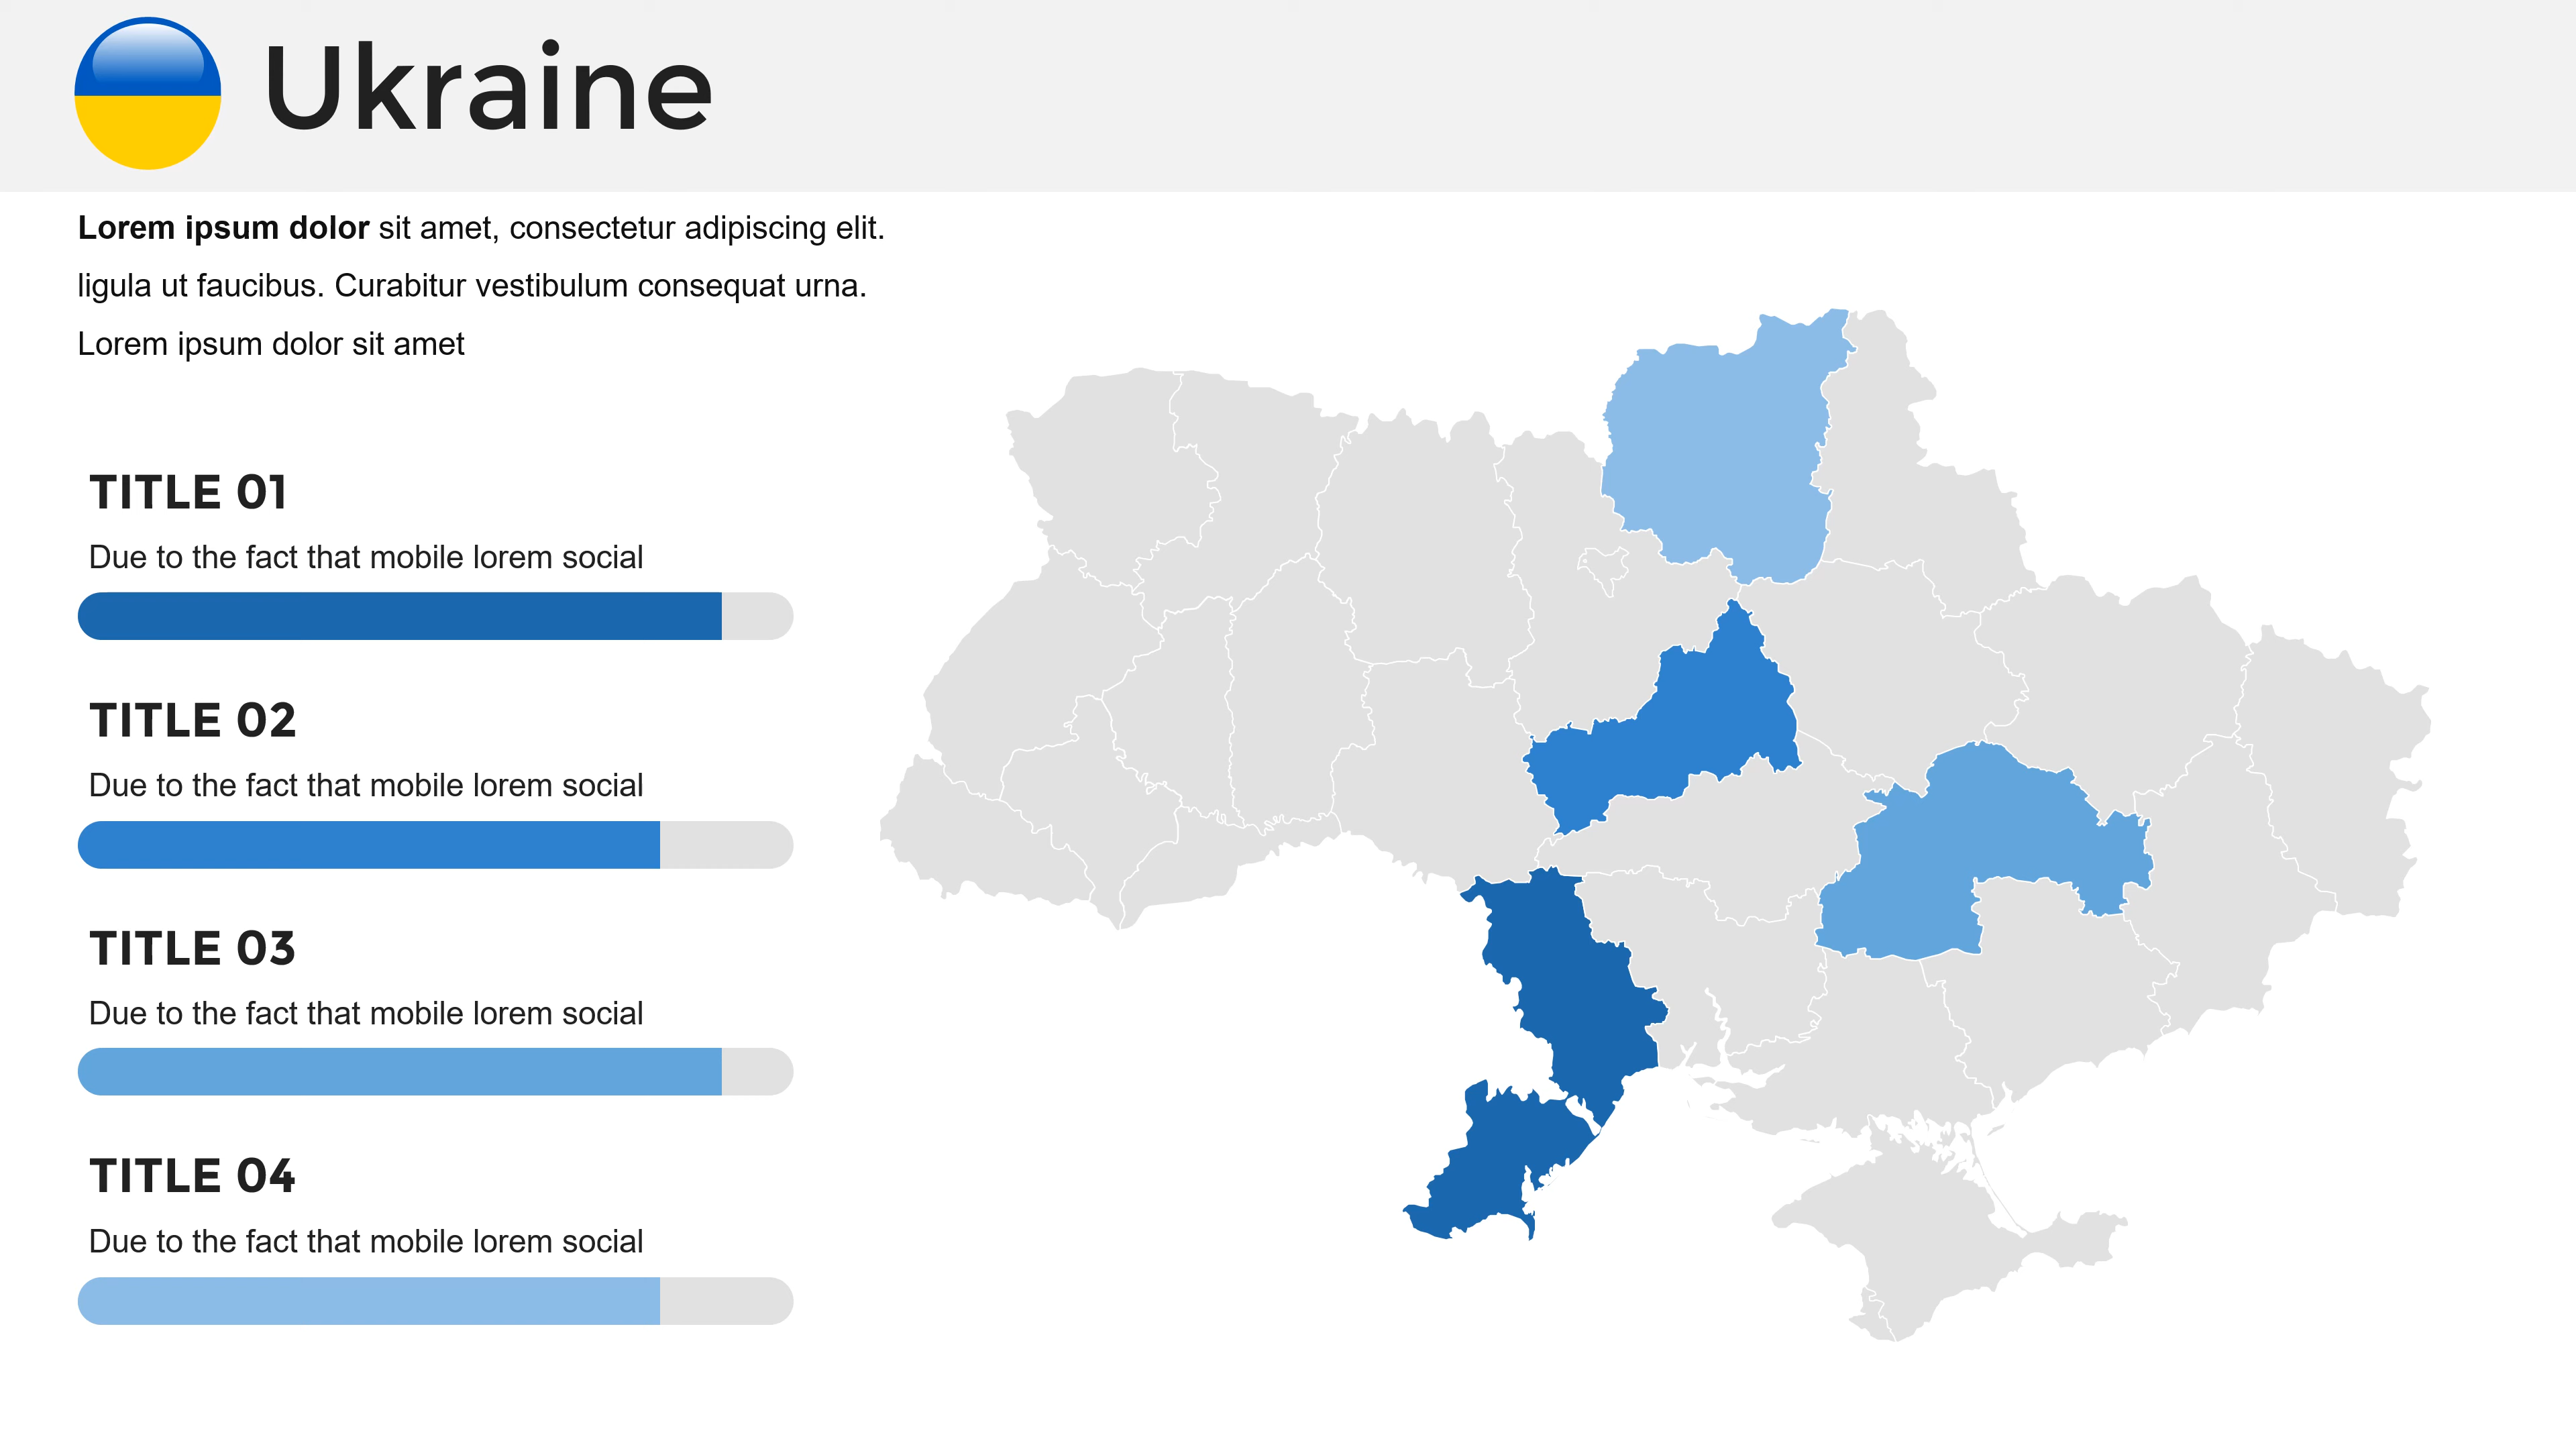 Ukraine
Lorem ipsum dolor sit amet, consectetur adipiscing elit.
ligula ut faucibus. Curabitur vestibulum consequat urna.
Lorem ipsum dolor sit amet
TITLE 01
Due to the fact that mobile lorem social
TITLE 02
Due to the fact that mobile lorem social
TITLE 03
Due to the fact that mobile lorem social
TITLE 04
Due to the fact that mobile lorem social